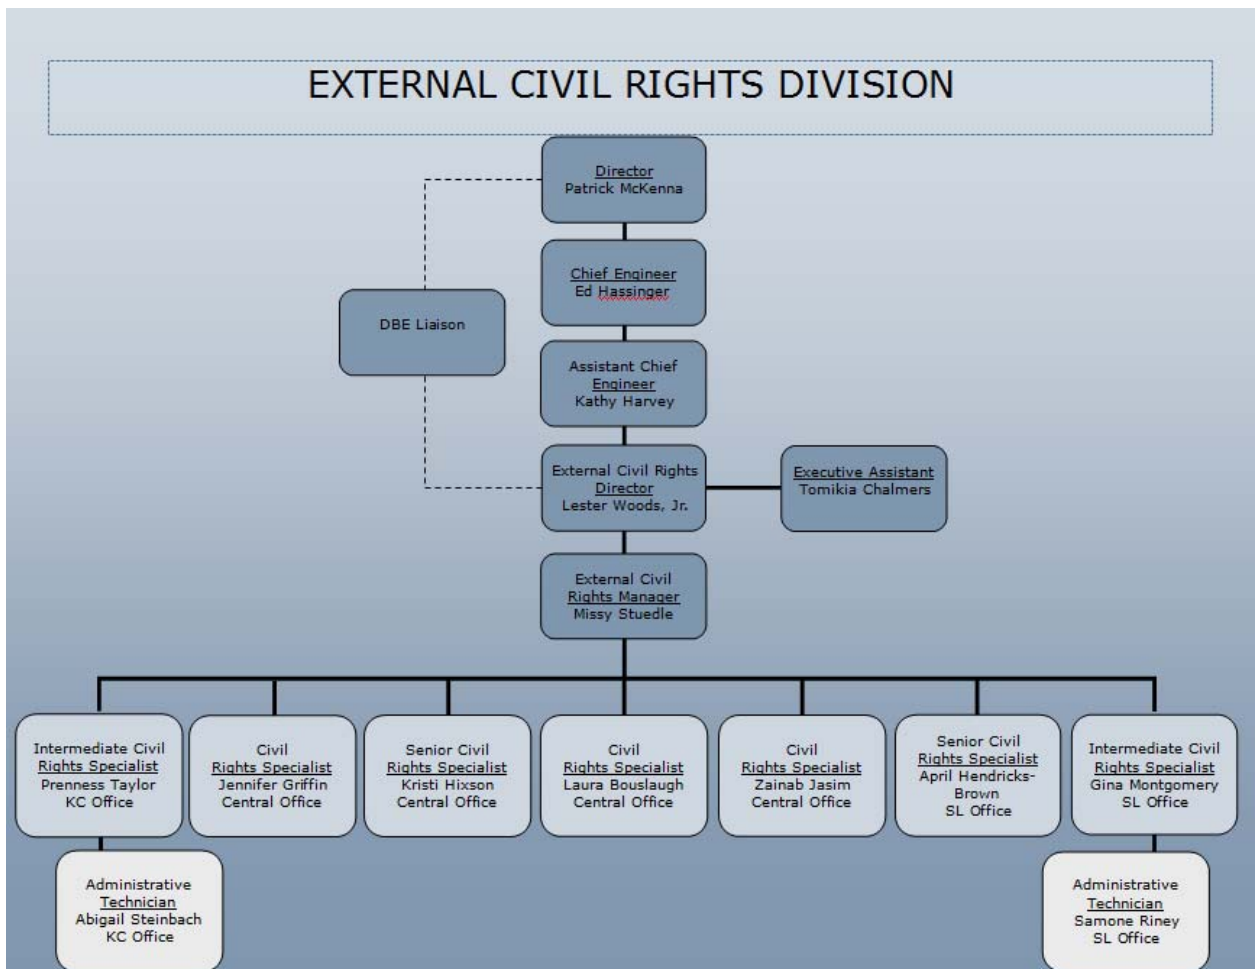 EXTERNAL CIVIL RIGHTS DIVISION
Director
Patrick McKenna
Chief Engineer
Ed Hassinger
DBE Liaison
Assistant Chief
Engineer
Kathy Harvey
External Civil Rights
Director
Lester Woods, Jr.
Executive Assistant
Tomikia Chalmers
External Civil
Rights Manager
Missy Stuedle
Intermediate Civil
Rights Specialist
Prenness Taylor
KC Office
Civil
Rights Specialist
Jennifer Griffin
Central Office
Senior Civil
Rights Specialist
Kristi Hixson
Central Office
Civil
Rights Specialist
Laura Bouslaugh
Central Office
Civil
Rights Specialist
Zainab Jasim
Central Office
Senior Civil
Rights Specialist
April Hendricks-
Brown
SL Office
Intermediate Civil
Rights Specialist
Gina Montgomery
SL Office
Administrative
Technician
Abigail Steinbach
KC Office
Administrative
Technician
Samone Riney
SL Office